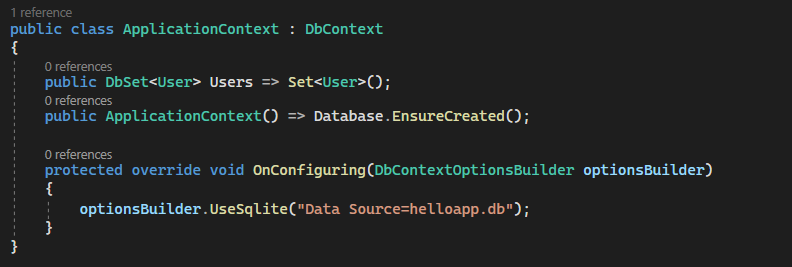 1 reference
public class ApplicationContext : DbContext
{
0 references
public DbSet<User> Users => Set<User>();
0 references
public ApplicationContext() => Database.EnsureCreated();
0 references
protected override void OnConfiguring(DbContextOptionsBuilder optionsBuilder)
{
optionsBuilder.UseSqlite("Data Source=helloapp.db");
}
}